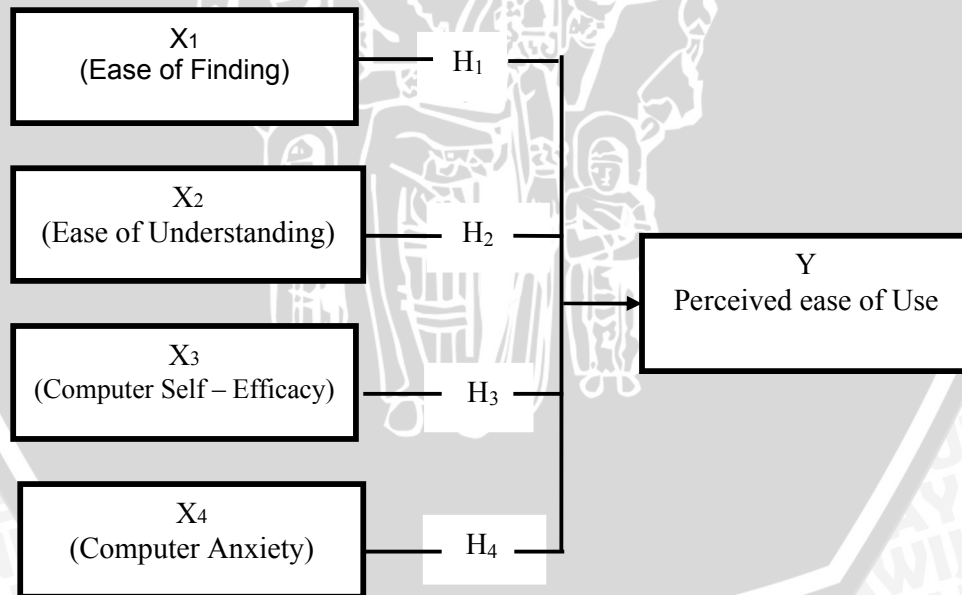 X1
(Ease of Finding)
H1
X2
(Ease of Understanding)
H2
Y
Perceived ease of Use
X3
(Computer Self – Efficacy)
H3
X4
(Computer Anxiety)
H4